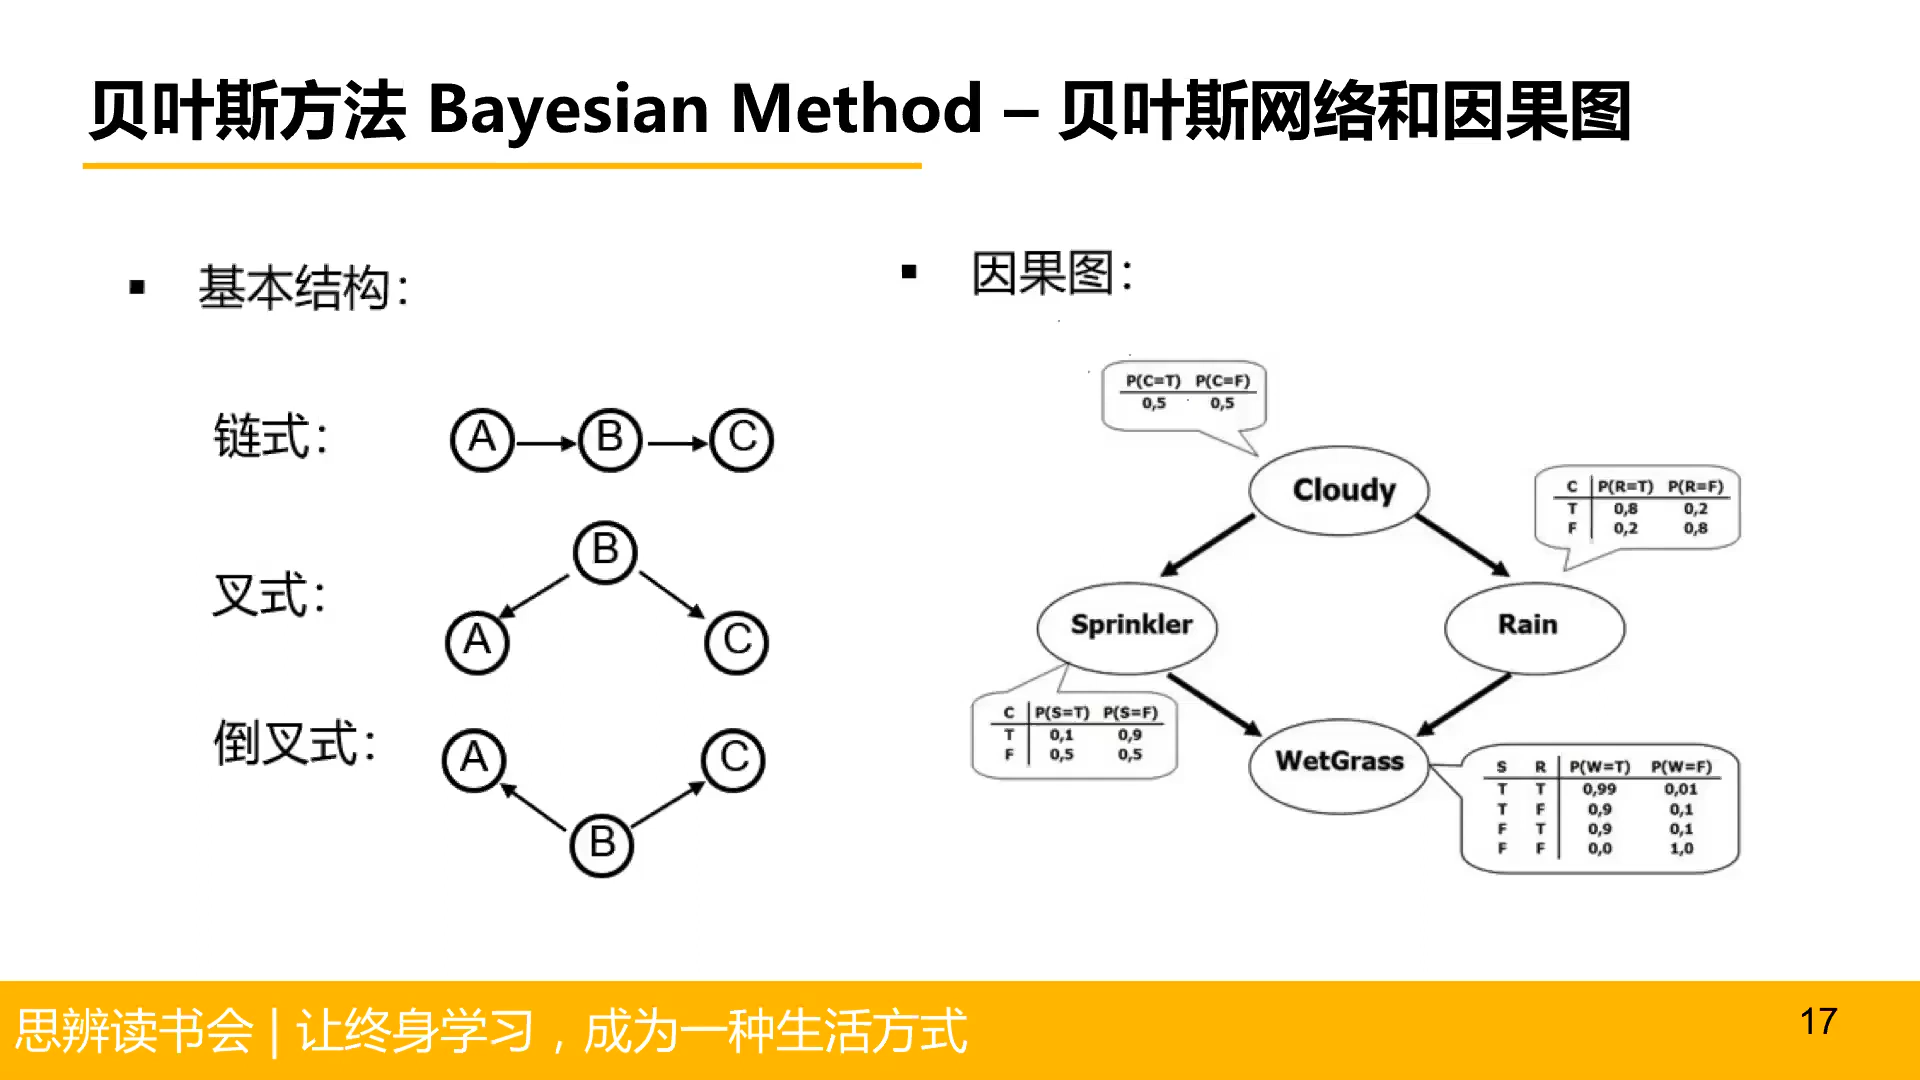 贝叶斯方法 Bayesian Method – 贝叶斯网络和因果图
▪ 基本结构：
链式：
A B C
叉式：
B
A C
倒叉式：
A C
B
▪ 因果图：
P(C=T) P(C=F)
0,5 0,5
Cloudy
C P(R=T) P(R=F)
T 0,8 0,2
F 0,2 0,8
Sprinkler
Rain
C P(S=T) P(S=F)
T 0,1 0,9
F 0,5 0,5
WetGrass
S R P(W=T) P(W=F)
T T 0,99 0,01
T F 0,9 0,1
F T 0,9 0,1
F F 0,0 1,0
思辨读书会 | 让终身学习，成为一种生活方式
17